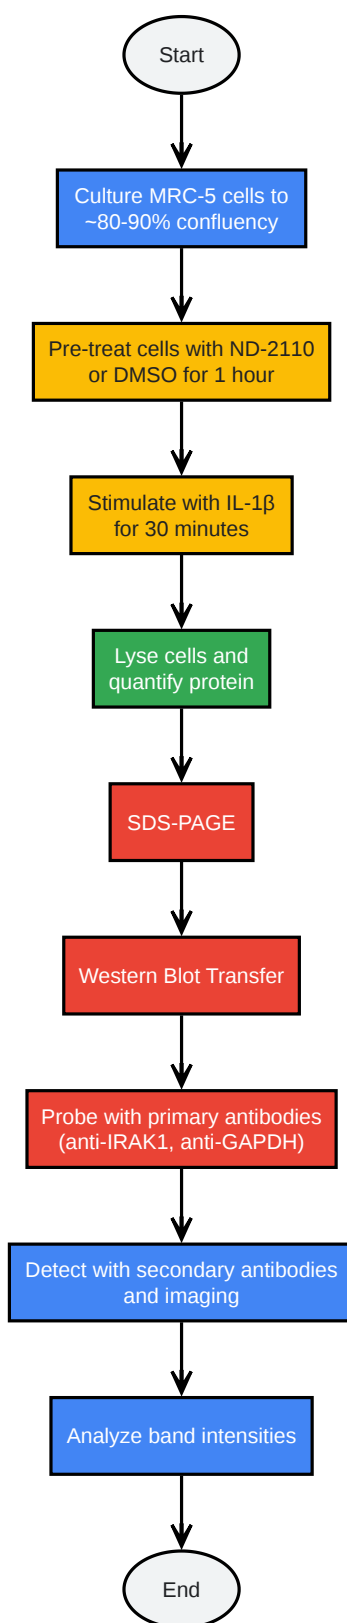 Start
Culture MRC-5 cells to
~80-90% confluency
Pre-treat cells with ND-2110
or DMSO for 1 hour
Stimulate with IL-1β
for 30 minutes
Lyse cells and
quantify protein
SDS-PAGE
Western Blot Transfer
Probe with primary antibodies
(anti-IRAK1, anti-GAPDH)
Detect with secondary antibodies
and imaging
Analyze band intensities
End